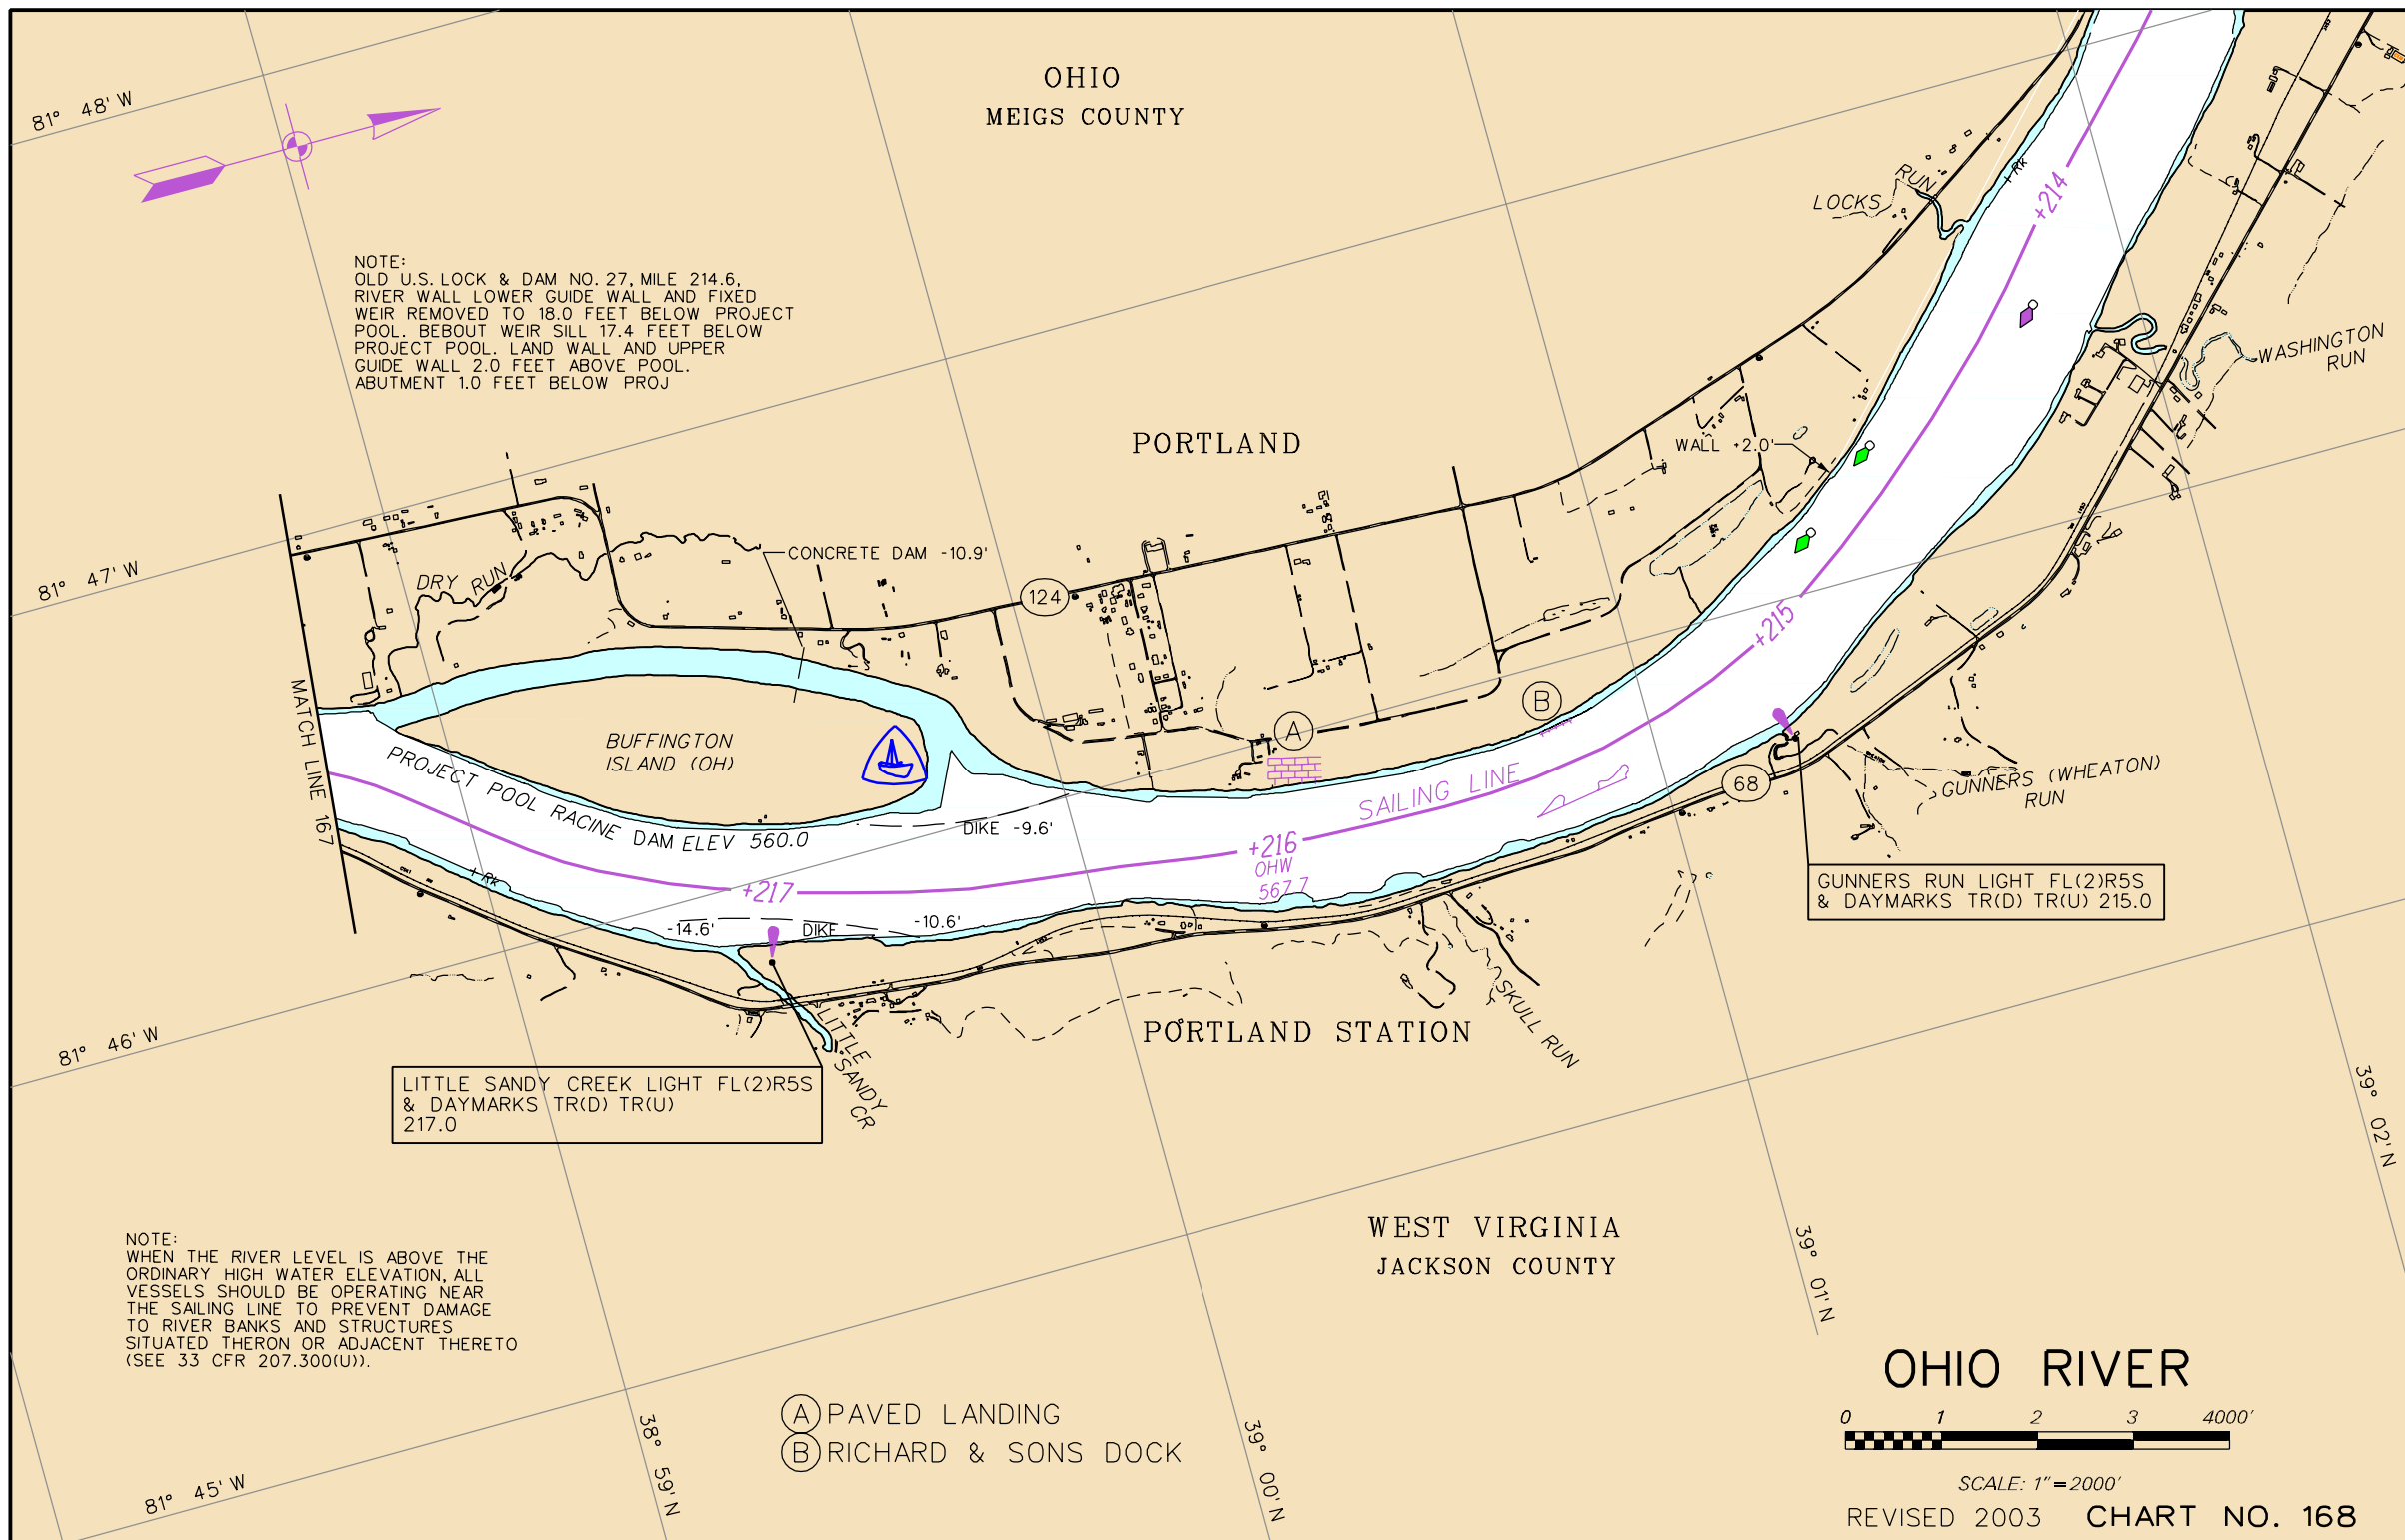 OHIO
MEIGS COUNTY
81° 48' W
NOTE:
OLD U.S. LOCK & DAM NO. 27, MILE 214.6,
RIVER WALL LOWER GUIDE WALL AND FIXED
WEIR REMOVED TO 18.0 FEET BELOW PROJECT
POOL. BEBOUT WEIR SILL 17.4 FEET BELOW
PROJECT POOL. LAND WALL AND UPPER
GUIDE WALL 2.0 FEET ABOVE POOL.
ABUTMENT 1.0 FEET BELOW PROJ
+ Rk
LOCKS RUN
+214
WASHINGTON
RUN
PORTLAND
WALL +2.0'
CONCRETE DAM -10.9'
DRY RUN
81° 47' W
124
+215
MATCH LINE 167
B
A
BUFFINGTON
ISLAND (OH)
PROJECT POOL RACINE DAM ELEV 560.0
SAILING LINE
68
GUNNERS (WHEATON)
RUN
DIKE -9.6'
+216
OHW
567.7
+ Rk
+217
-14.6'
DIKE
-10.6'
GUNNERS RUN LIGHT FL(2)R5S
& DAYMARKS TR(D) TR(U) 215.0
SKULL RUN
PORTLAND STATION
81° 46' W
LITTLE
SANDY
CR
LITTLE SANDY CREEK LIGHT FL(2)R5S
& DAYMARKS TR(D) TR(U)
217.0
39° 02' N
WEST VIRGINIA
JACKSON COUNTY
39° 01' N
NOTE:
WHEN THE RIVER LEVEL IS ABOVE THE
ORDINARY HIGH WATER ELEVATION, ALL
VESSELS SHOULD BE OPERATING NEAR
THE SAILING LINE TO PREVENT DAMAGE
TO RIVER BANKS AND STRUCTURES
SITUATED THERON OR ADJACENT THERETO
(SEE 33 CFR 207.300(U)).
A PAVED LANDING
B RICHARD & SONS DOCK
81° 45' W
38° 59' N
39° 00' N
OHIO RIVER
0 1 2 3 4000'
SCALE: 1"=2000'
REVISED 2003 CHART NO. 168